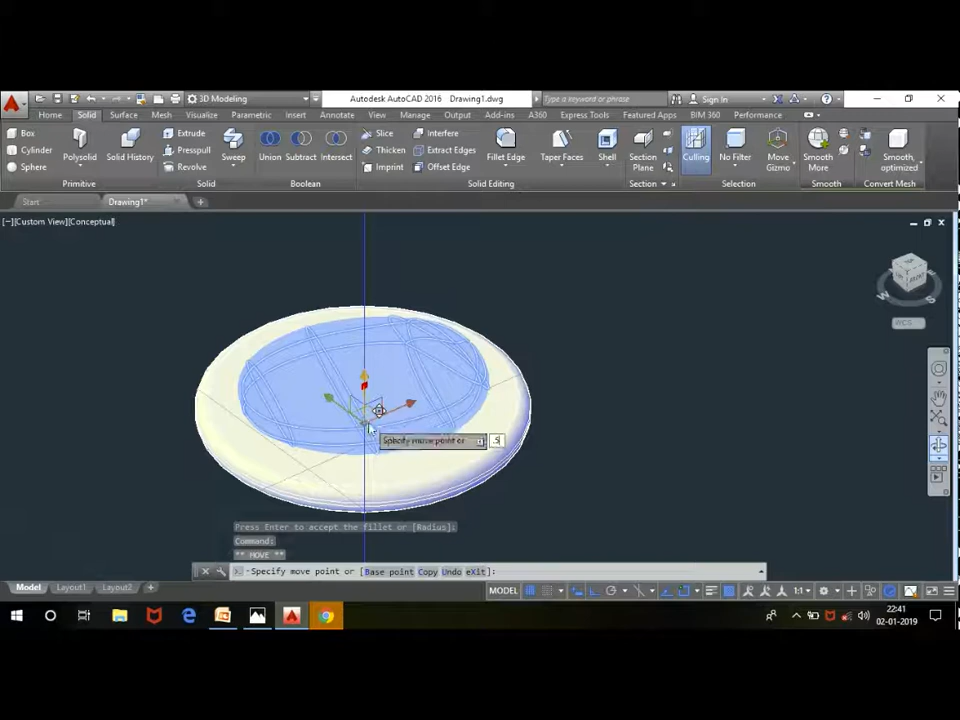 3D Modeling
Autodesk AutoCAD 2016 Drawing1.dwg
Type a keyword or phrase
Sign In
Home Solid Surface Mesh Visualize Parametric Insert Annotate View Manage Output Add-ins A360 Express Tools Featured Apps BIM 360 Performance
Box
Cylinder
Sphere
Polysolid
Solid History
Extrude
Presspull
Revolve
Sweep
Union
Subtract
Intersect
Slice
Thicken
Imprint
Interfere
Extract Edges
Offset Edge
Fillet Edge
Taper Faces
Shell
Section
Plane
Culling
No Filter
Move
Gizmo
Smooth
More
Smooth,
optimized
Primitive Solid Boolean Solid Editing Section Selection Smooth Convert Mesh
Start Drawing1*
[−][Custom View][Conceptual]
WCS
Specify move point or .5
Press Enter to accept the fillet or [Radius]:
Command:
** MOVE **
-Specify move point or [Base point Copy Undo eXit]:
Model Layout1 Layout2
MODEL
1:1
22:41
02-01-2019